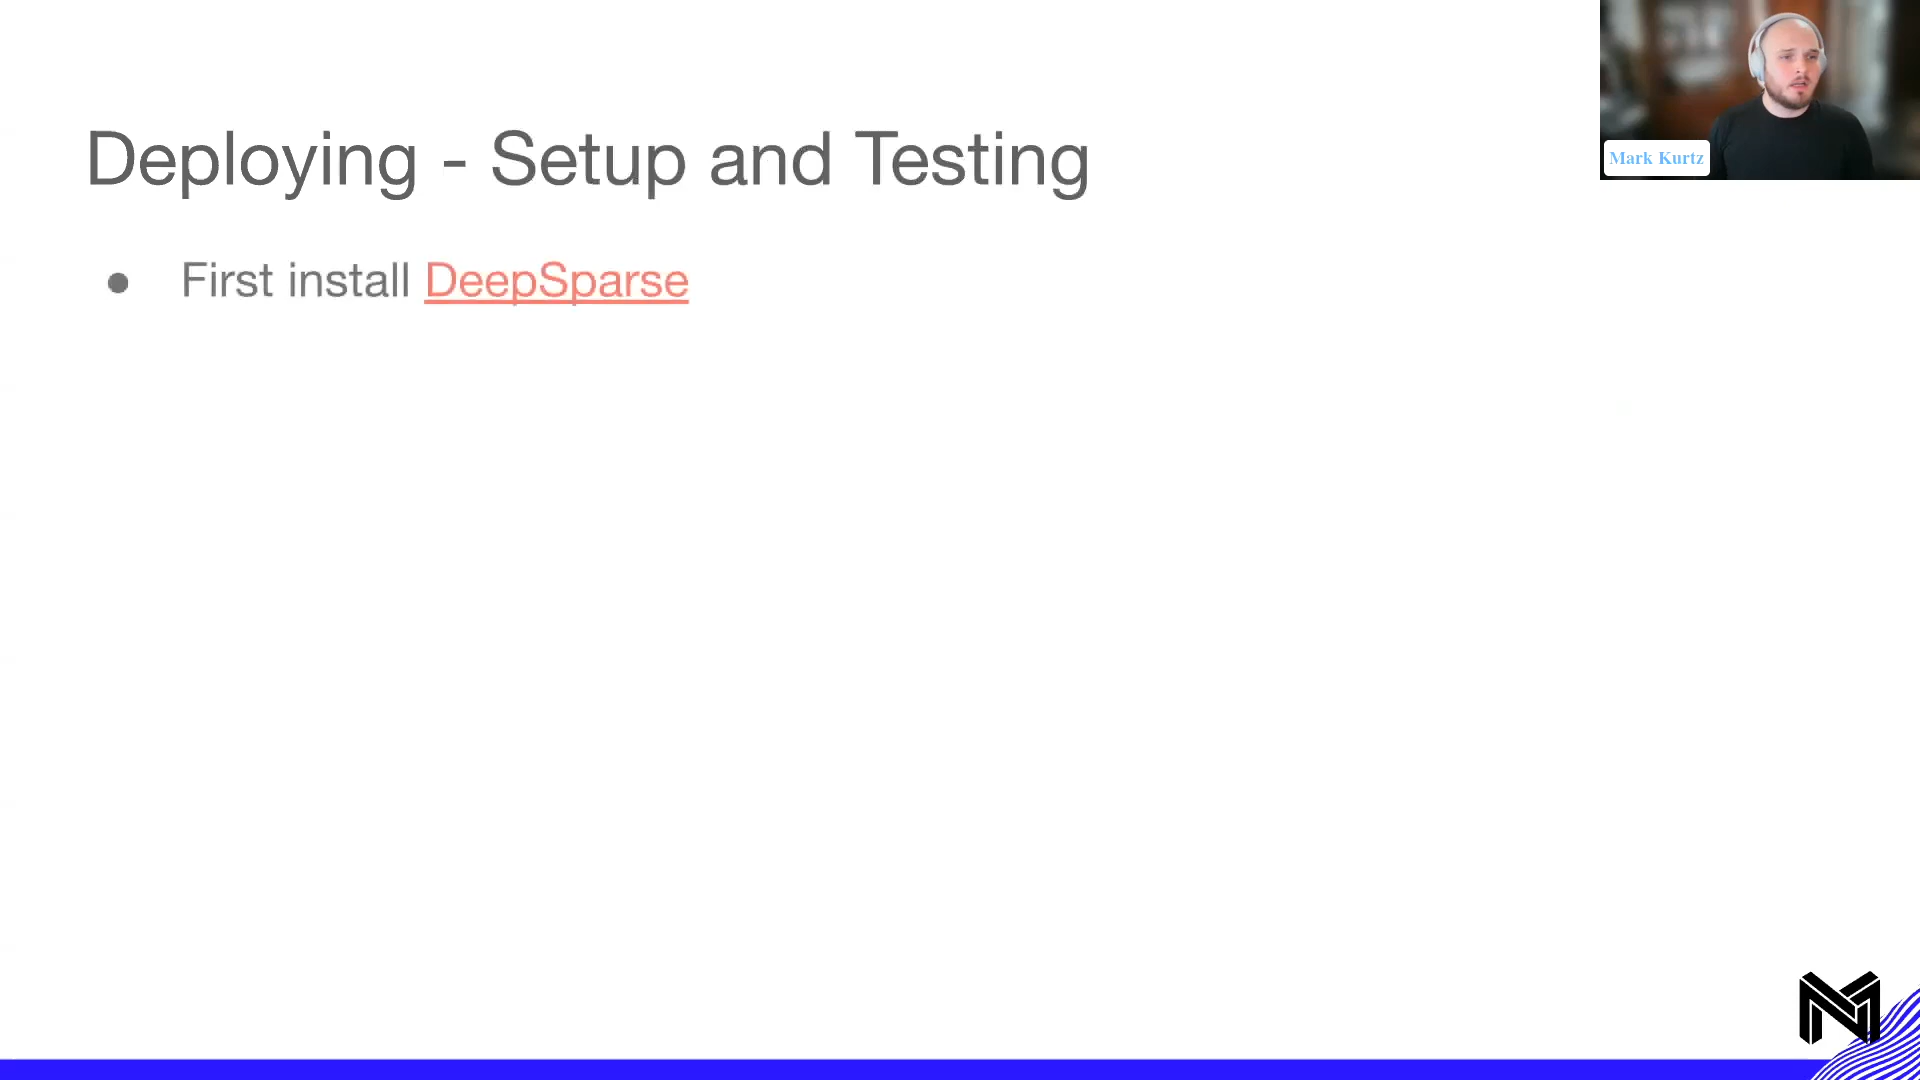 Deploying - Setup and Testing
● First install DeepSparse
Mark Kurtz